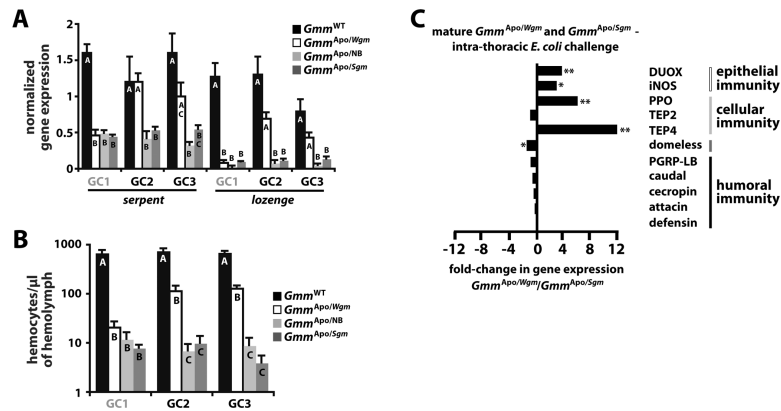 A
normalized
gene expression
2
1.5
1
0.5
0
Gmm WT
Gmm Apo/Wgm
Gmm Apo/NB
Gmm Apo/Sgm
A B B B
A A B B
A A C B B C
A B B B
A A B B
A B B B
GC1 GC2 GC3 GC1 GC2 GC3
serpent lozenge
B
hemocytes/µl
of hemolymph
1000
100
10
1
Gmm WT
Gmm Apo/Wgm
Gmm Apo/NB
Gmm Apo/Sgm
A B B B
A B C C
A B C C
GC1 GC2 GC3
C
mature Gmm Apo/Wgm and Gmm Apo/Sgm -
intra-thoracic E. coli challenge
** DUOX
* iNOS
epithelial
immunity
** PPO
TEP2
** TEP4
cellular
immunity
* domeless
PGRP-LB
caudal
cecropin
attacin
defensin
humoral
immunity
-12 -8 -4 0 4 8 12
fold-change in gene expression
Gmm Apo/Wgm/Gmm Apo/Sgm